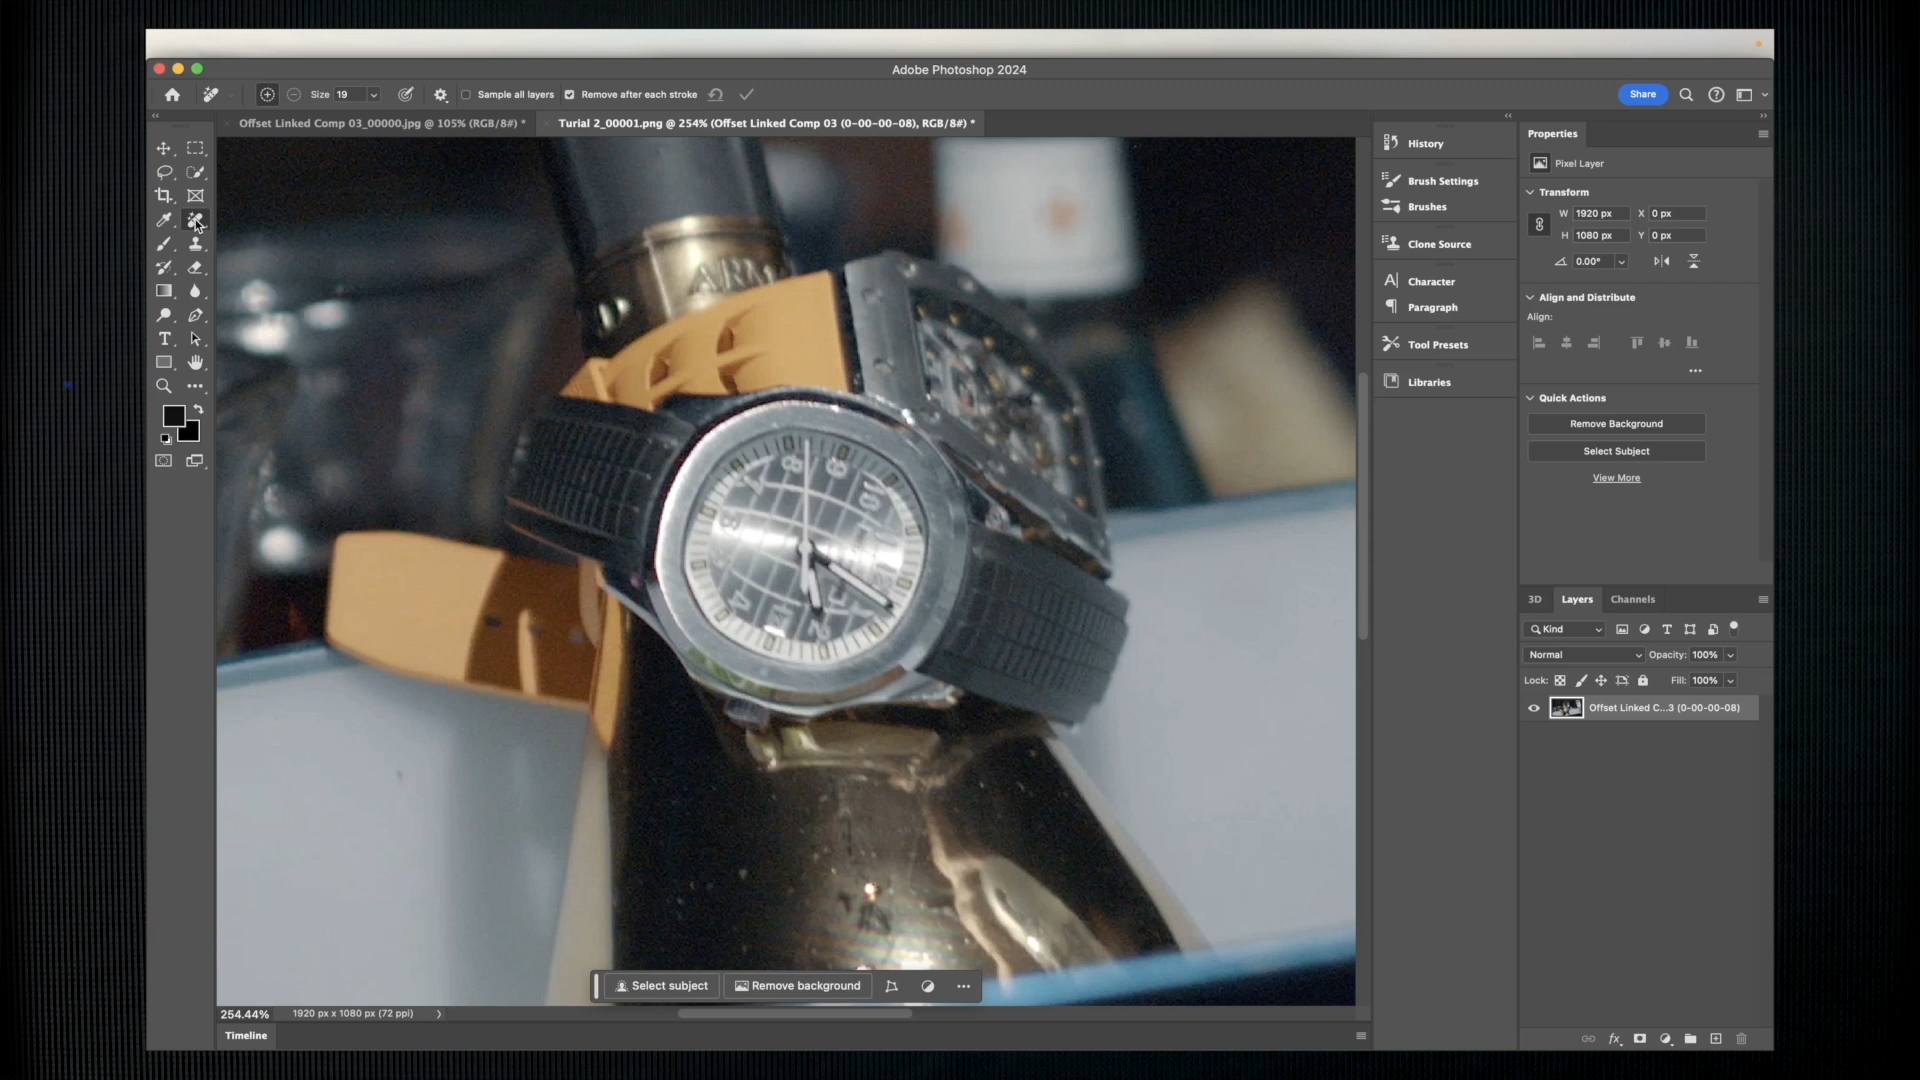 Adobe Photoshop 2024
Size 19 Sample all layers Remove after each stroke Share
Offset Linked Comp 03_00000.jpg @ 105% (RGB/8#) * Turial 2_00001.png @ 254% (Offset Linked Comp 03 (0-00-00-08), RGB/8#) *
History
Brush Settings
Brushes
Clone Source
Character
Paragraph
Tool Presets
Libraries
Properties
Pixel Layer
Transform
W 1920 px X 0 px
H 1080 px Y 0 px
0.00°
Align and Distribute
Align:
Quick Actions
Remove Background
Select Subject
View More
3D Layers Channels
Kind
Normal Opacity: 100%
Lock: Fill: 100%
Offset Linked C...3 (0-00-00-08)
ARMA
Select subject Remove background
254.44% 1920 px x 1080 px (72 ppi)
Timeline